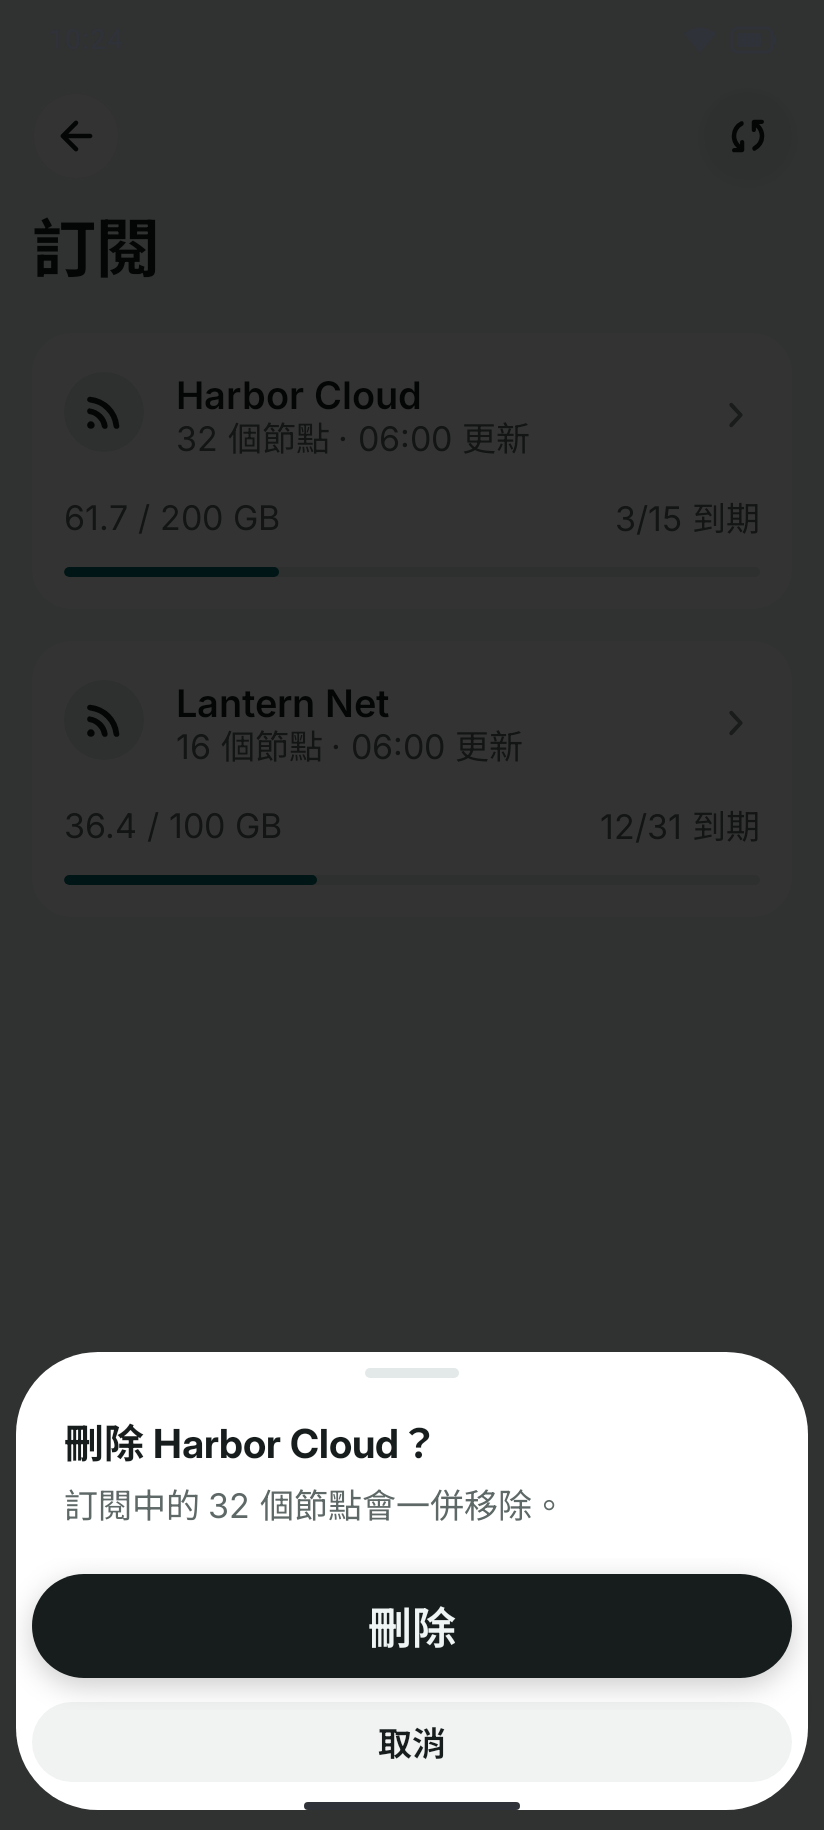 訂閱
Harbor Cloud
32 個節點 · 06:00 更新
61.7 / 200 GB
3/15 到期
Lantern Net
16 個節點 · 06:00 更新
36.4 / 100 GB
12/31 到期
刪除 Harbor Cloud？
訂閱中的 32 個節點會一併移除。
刪除
取消